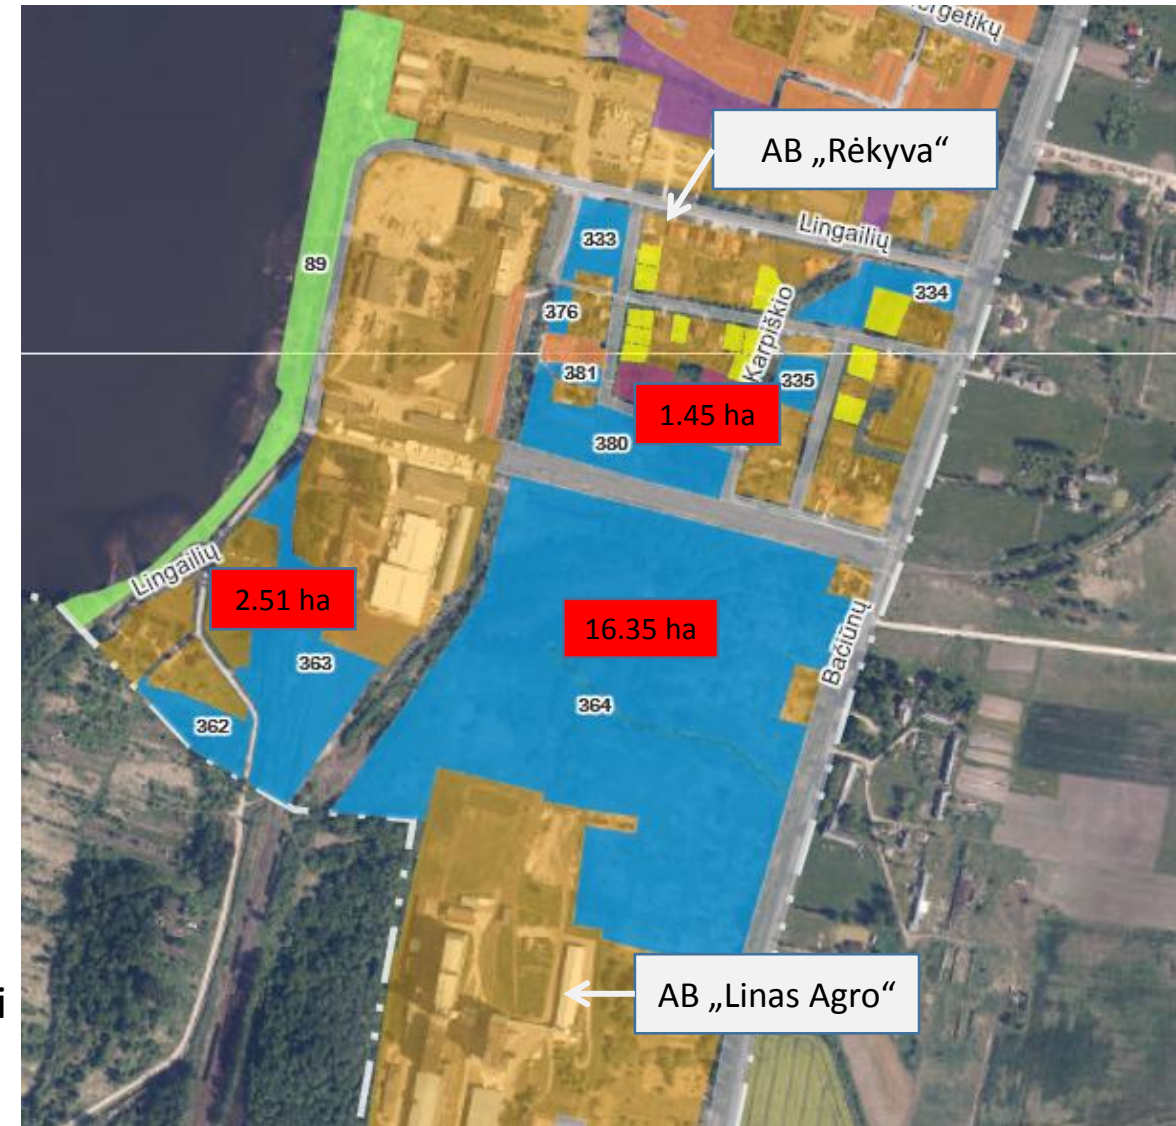 ergetikų
AB „Rėkyva“
Lingailių
333
89
334
376
Karpiškio
381
335
1.45 ha
380
Lingailių
2.51 ha
16.35 ha
Bačiūnų
363
364
362
AB „Linas Agro“
i